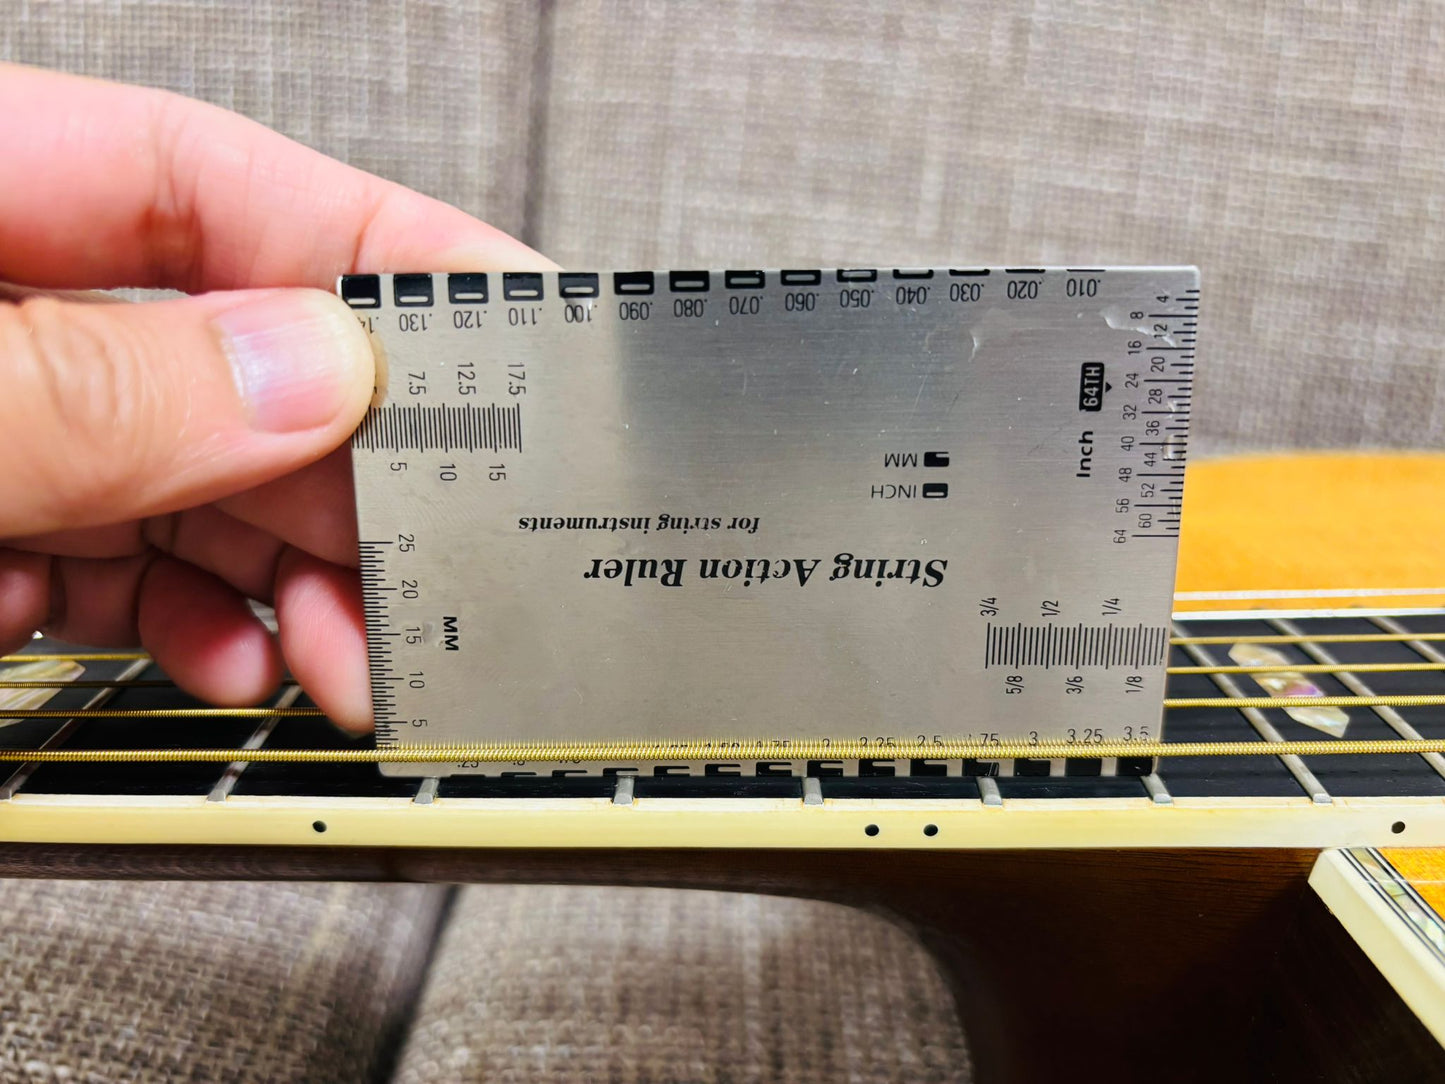 .130 .120 .110 .100 .090 .080 .070 .060 .050 .040 .030 .020 .010
7.5 12.5 17.5
5 10 15
4 8 12 16 20 24 28 32 36 40 44 48 52 56 60 64
Inch 64TH
MM
INCH
for string instruments
String Action Ruler
25 20 15 10 5
MM
3/4 1/2 1/4
5/8 3/6 1/8
1.75 2 2.25 2.5 .75 3 3.25